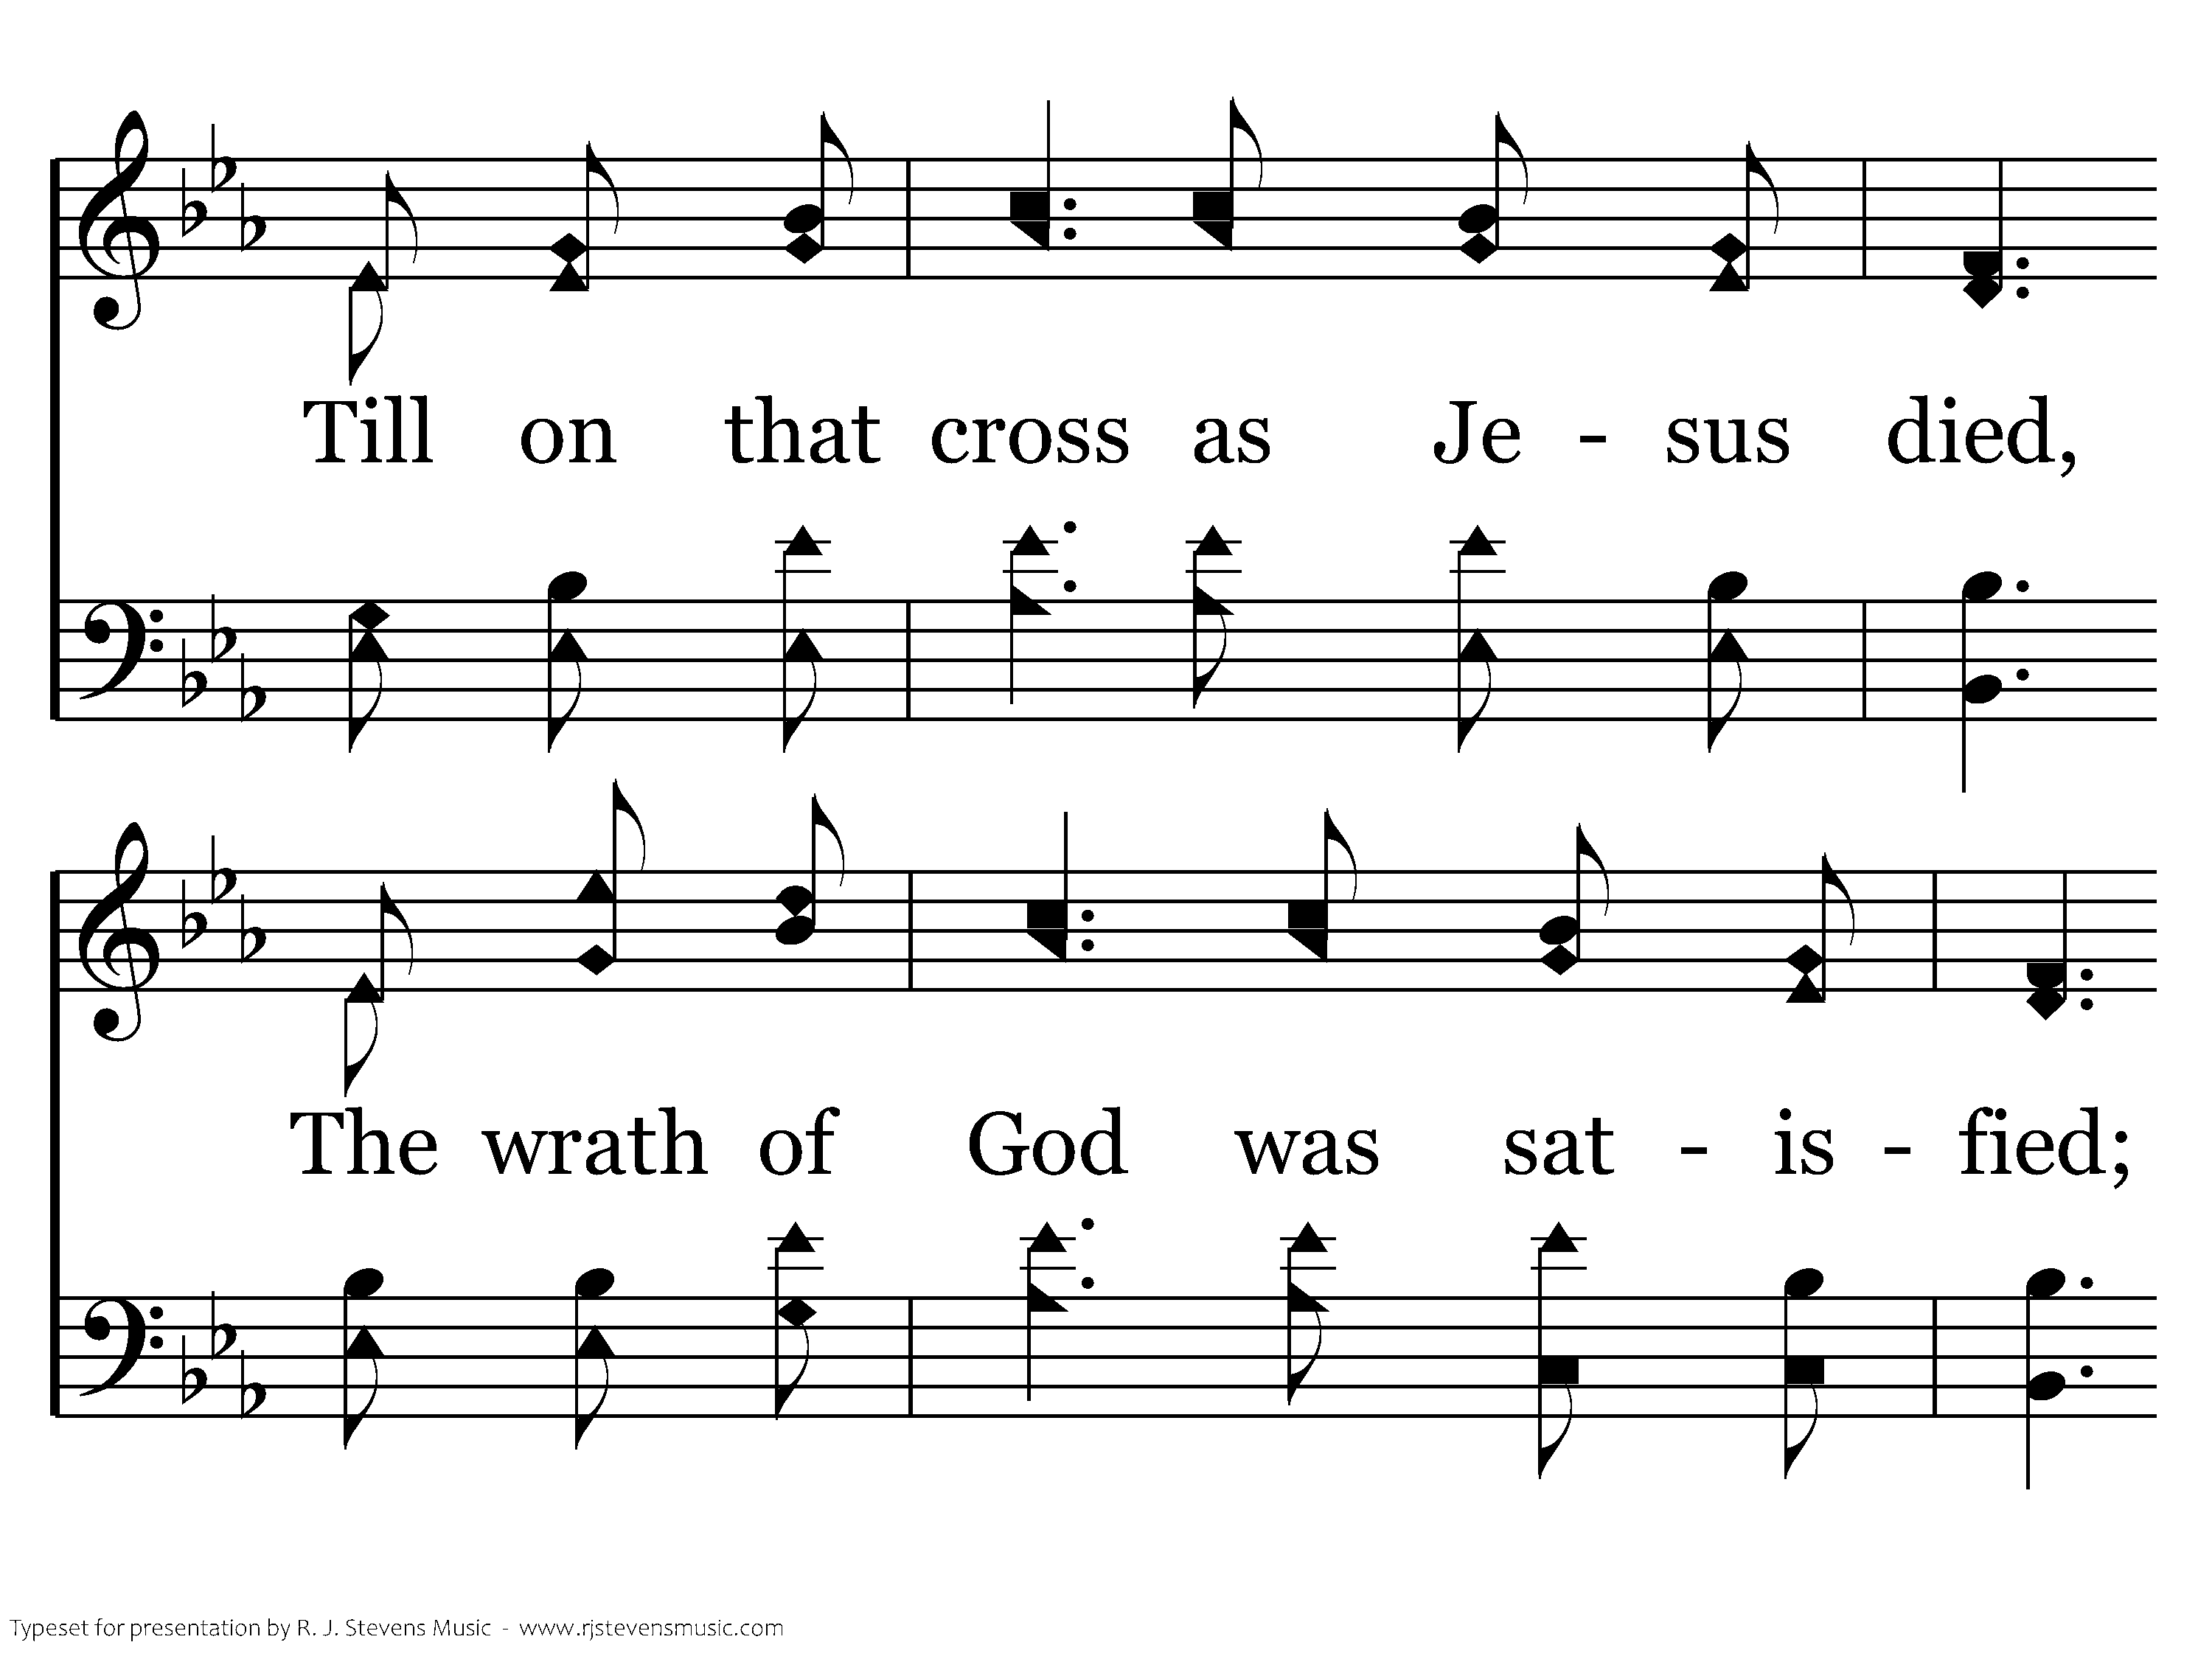 Till on that cross as Je - sus died,
The wrath of God was sat - is - fied;
Typeset for presentation by R. J. Stevens Music - www.rjstevensmusic.com